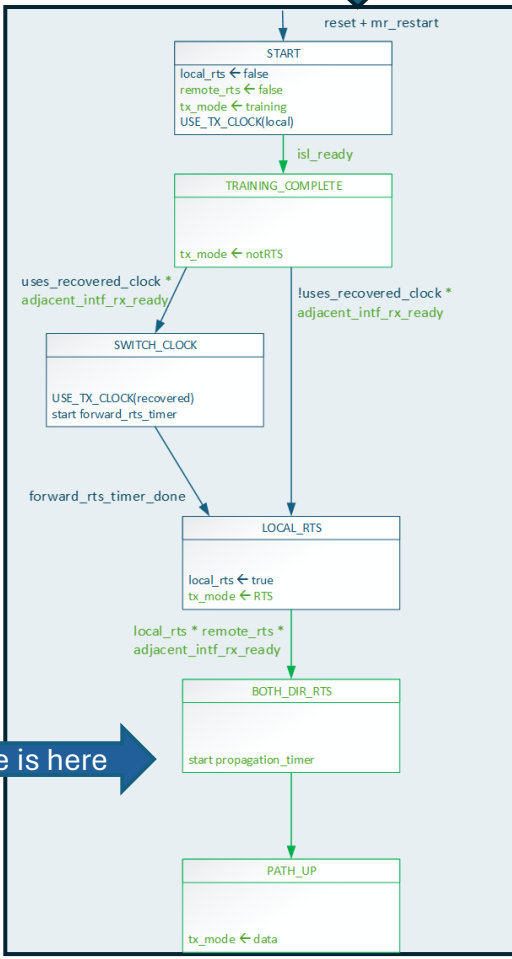 reset + mr_restart
START
local_rts ← false
remote_rts ← false
tx_mode ← training
USE_TX_CLOCK(local)
isl_ready
TRAINING_COMPLETE
tx_mode ← notRTS
uses_recovered_clock *
adjacent_intf_rx_ready
!uses_recovered_clock *
adjacent_intf_rx_ready
SWITCH_CLOCK
USE_TX_CLOCK(recovered)
start forward_rts_timer
forward_rts_timer_done
LOCAL_RTS
local_rts ← true
tx_mode ← RTS
local_rts * remote_rts *
adjacent_intf_rx_ready
BOTH_DIR_RTS
e is here
start propagation_timer
PATH_UP
tx_mode ← data